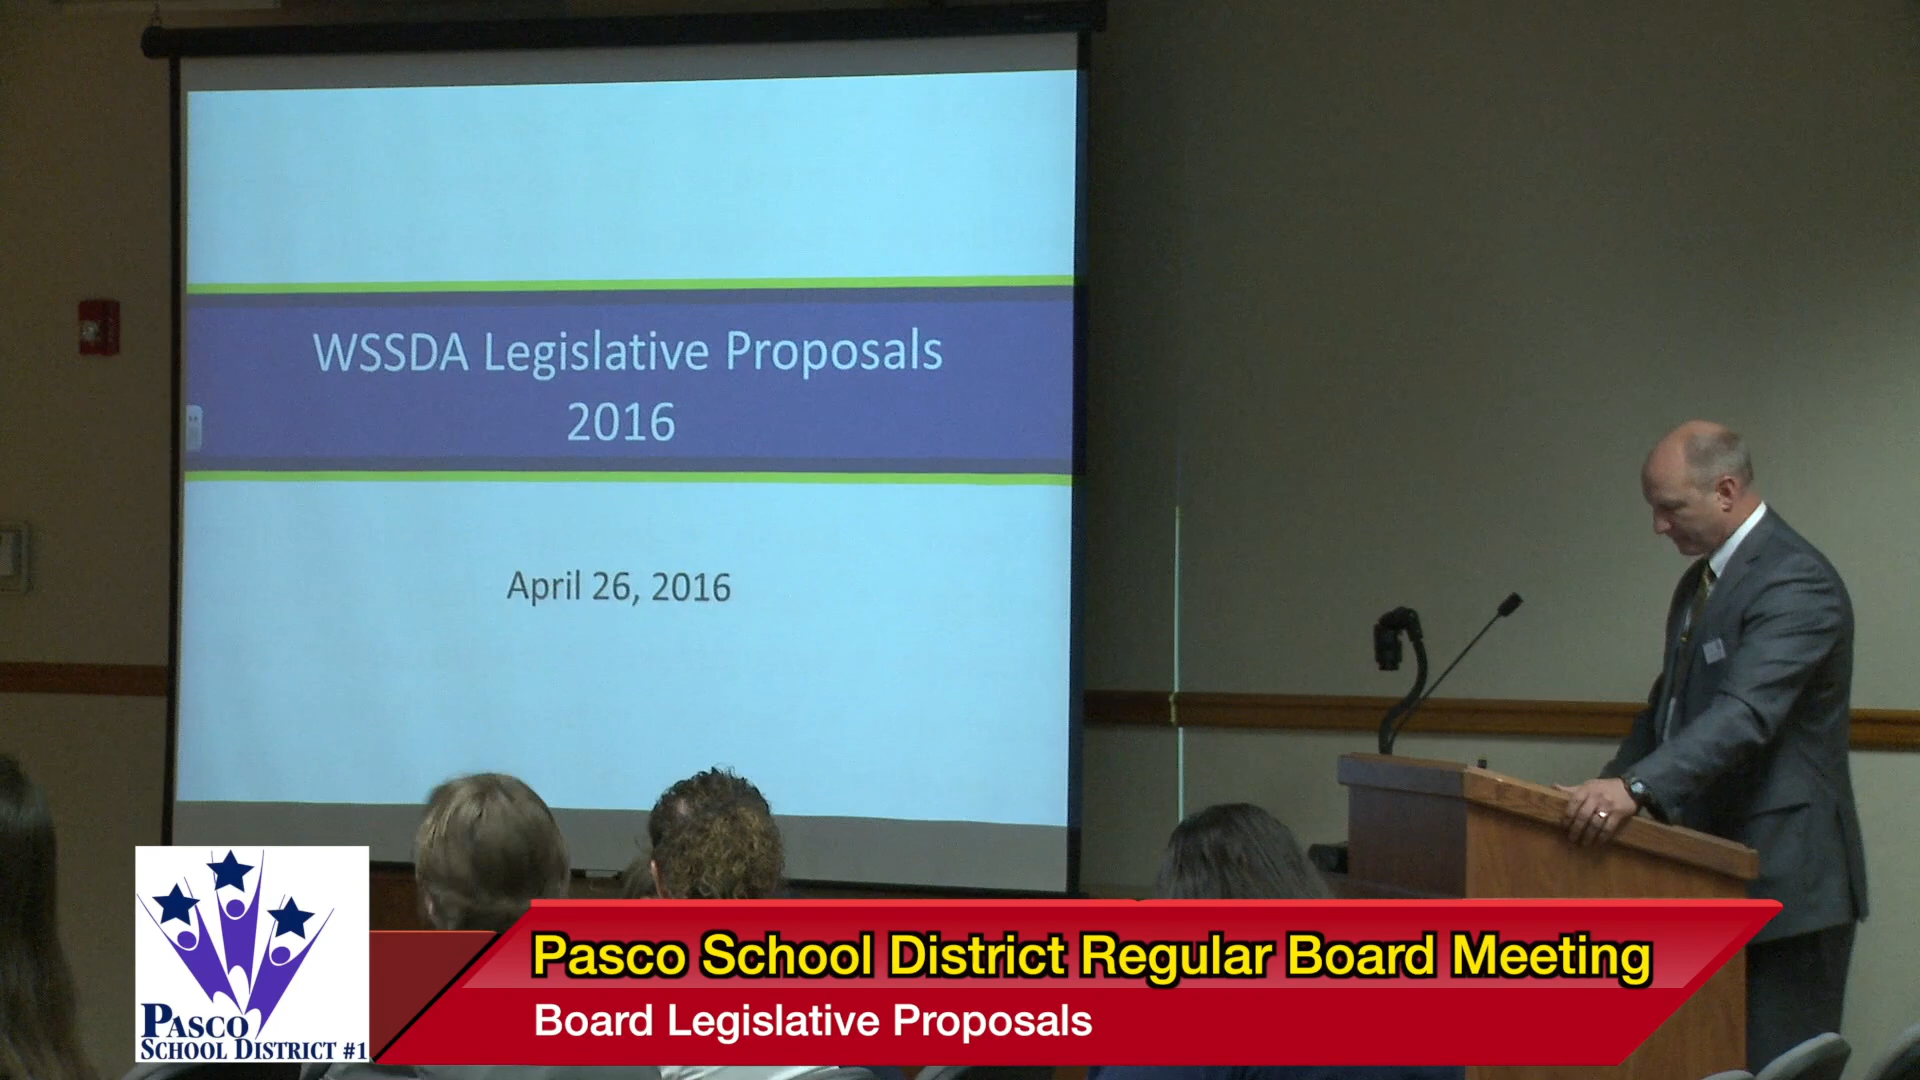 WSSDA Legislative Proposals
2016
April 26, 2016
Pasco School District Regular Board Meeting
Board Legislative Proposals
PASCO
SCHOOL DISTRICT #1